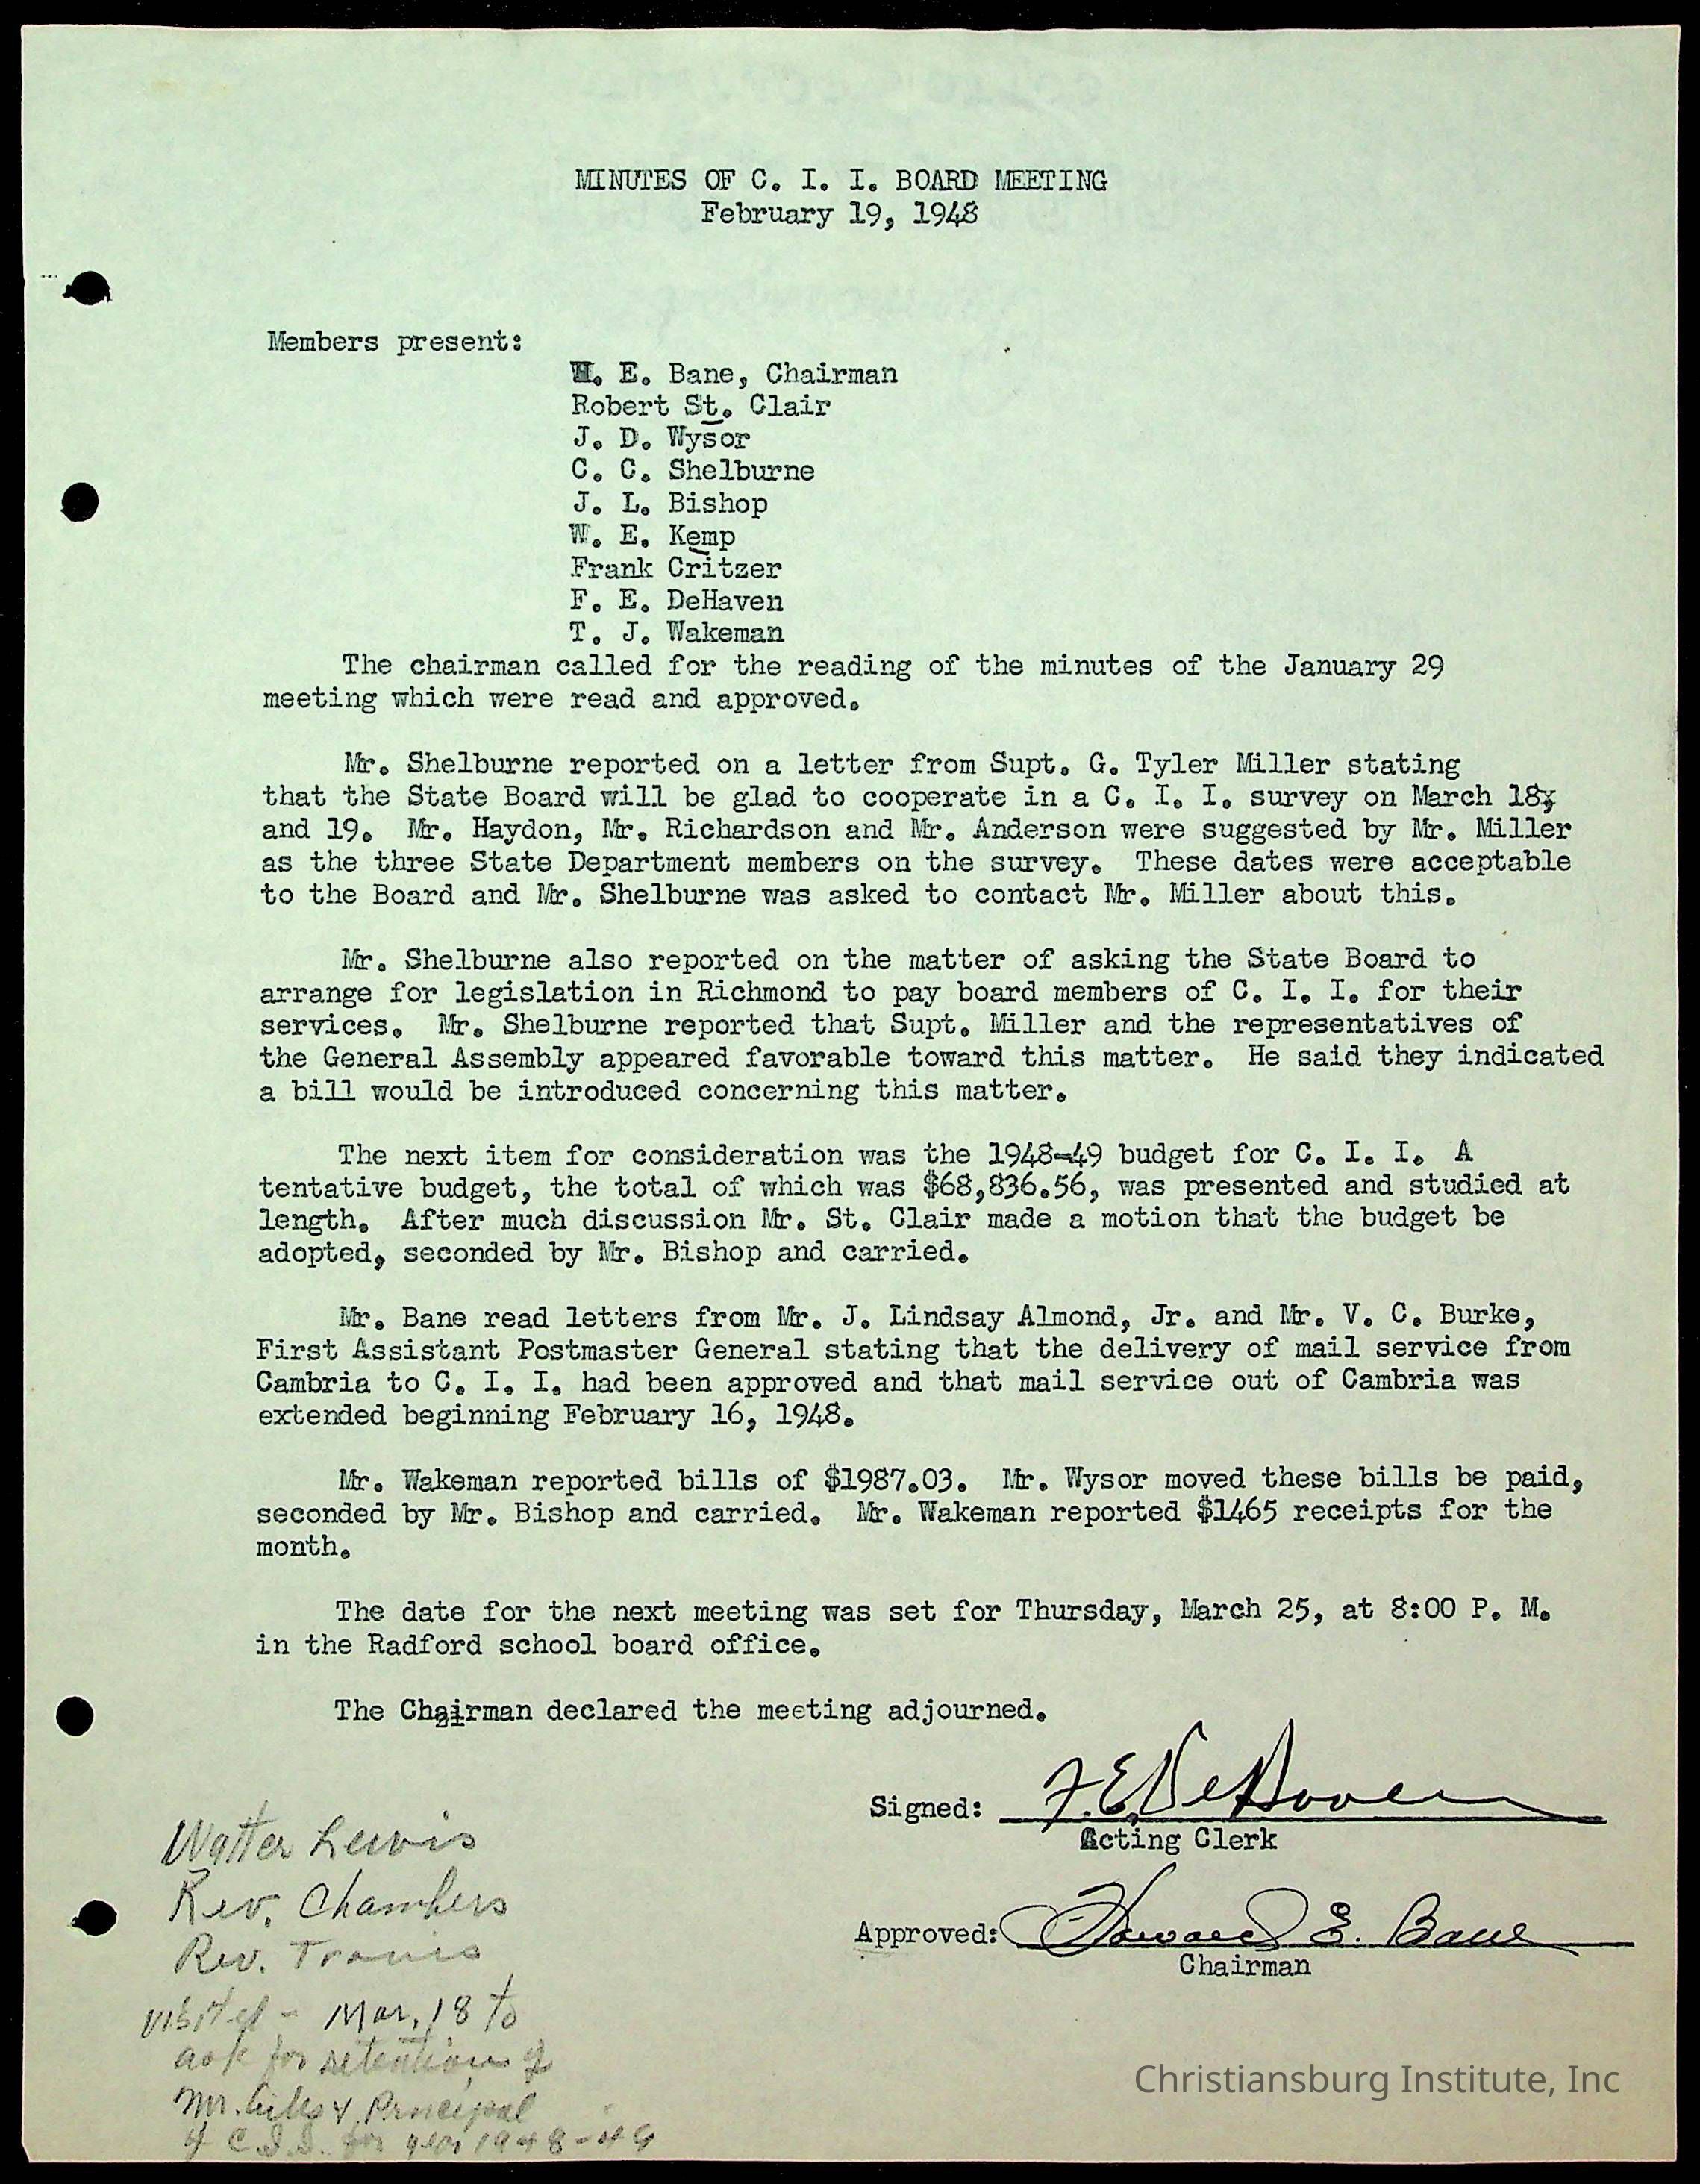 MINUTES OF C. I. I. BOARD MEETING
February 19, 1948
Members present:
H. E. Bane, Chairman
Robert St. Clair
J. D. Wysor
C. C. Shelburne
J. L. Bishop
W. E. Kemp
Frank Critzer
F. E. DeHaven
T. J. Wakeman
The chairman called for the reading of the minutes of the January 29
meeting which were read and approved.
Mr. Shelburne reported on a letter from Supt. G. Tyler Miller stating
that the State Board will be glad to cooperate in a C. I. I. survey on March 18
and 19. Mr. Haydon, Mr. Richardson and Mr. Anderson were suggested by Mr. Miller
as the three State Department members on the survey. These dates were acceptable
to the Board and Mr. Shelburne was asked to contact Mr. Miller about this.
Mr. Shelburne also reported on the matter of asking the State Board to
arrange for legislation in Richmond to pay board members of C. I. I. for their
services. Mr. Shelburne reported that Supt. Miller and the representatives of
the General Assembly appeared favorable toward this matter. He said they indicated
a bill would be introduced concerning this matter.
The next item for consideration was the 1948-49 budget for C. I. I. A
tentative budget, the total of which was $68,836.56, was presented and studied at
length. After much discussion Mr. St. Clair made a motion that the budget be
adopted, seconded by Mr. Bishop and carried.
Mr. Bane read letters from Mr. J. Lindsay Almond, Jr. and Mr. V. C. Burke,
First Assistant Postmaster General stating that the delivery of mail service from
Cambria to C. I. I. had been approved and that mail service out of Cambria was
extended beginning February 16, 1948.
Mr. Wakeman reported bills of $1987.03. Mr. Wysor moved these bills be paid,
seconded by Mr. Bishop and carried. Mr. Wakeman reported $1465 receipts for the
month.
The date for the next meeting was set for Thursday, March 25, at 8:00 P. M.
in the Radford school board office.
The Chairman declared the meeting adjourned.
Signed: F. E. DeHaven
Acting Clerk
Approved: Howard E. Bane
Chairman
Walter Lewis
Rev. Chambers
Rev. Travis
visited - Mar. 18 to
ask for retention of
Mr. Giles Principal
of C.I.I. for year 1948-49
Christiansburg Institute, Inc